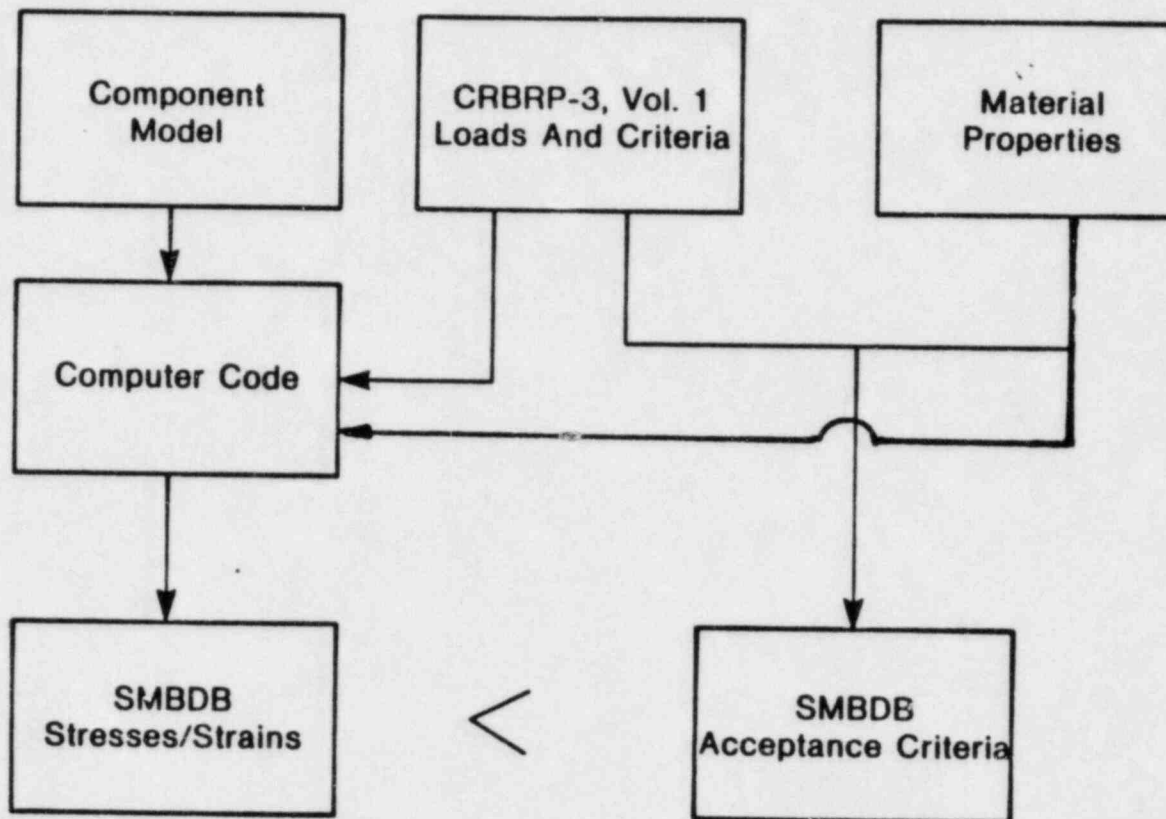 Component
Model
CRBRP-3, Vol. 1
Loads And Criteria
Material
Properties
Computer Code
SMBDB
Stresses/Strains
<
SMBDB
Acceptance Criteria